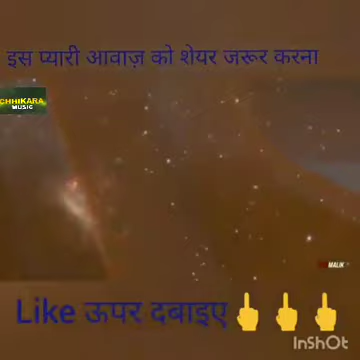 इस प्यारी आवाज़ को शेयर जरूर करना
CHHIKARA
MUSIC
MALIK
Like ऊपर दबाइए🖕🖕🖕
InShOt